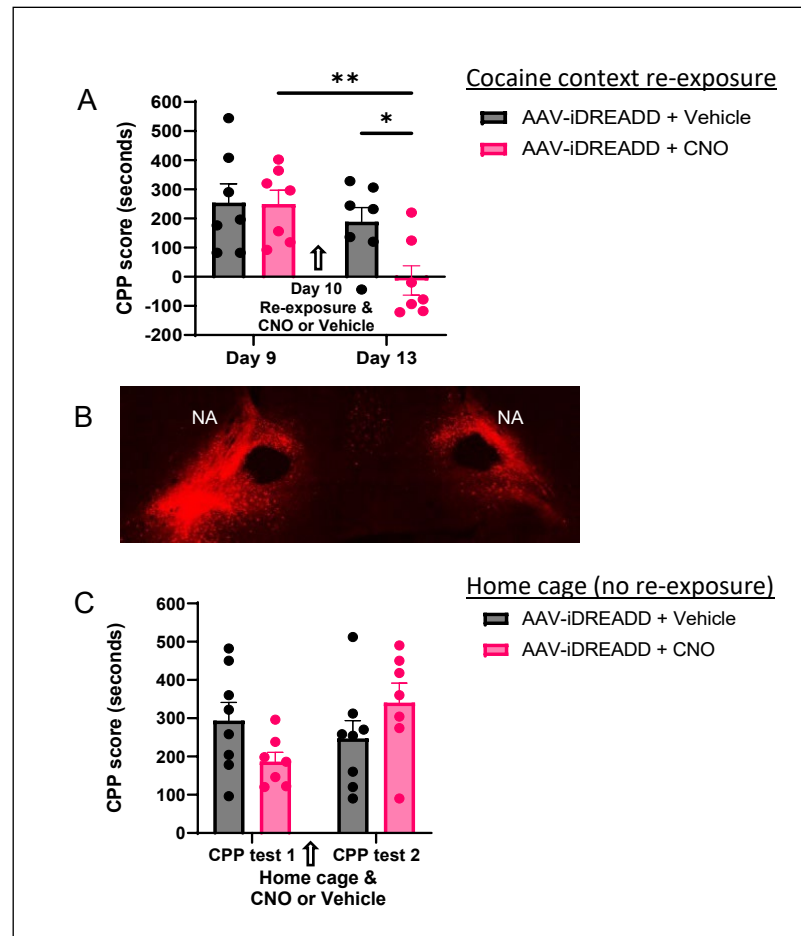 A
Cocaine context re-exposure
AAV-iDREADD + Vehicle
AAV-iDREADD + CNO
**
*
CPP score (seconds)
600
500
400
300
200
100
0
-100
-200
Day 10
Re-exposure &
CNO or Vehicle
Day 9
Day 13
B
NA
NA
C
Home cage (no re-exposure)
AAV-iDREADD + Vehicle
AAV-iDREADD + CNO
CPP score (seconds)
600
500
400
300
200
100
0
CPP test 1
CPP test 2
Home cage &
CNO or Vehicle